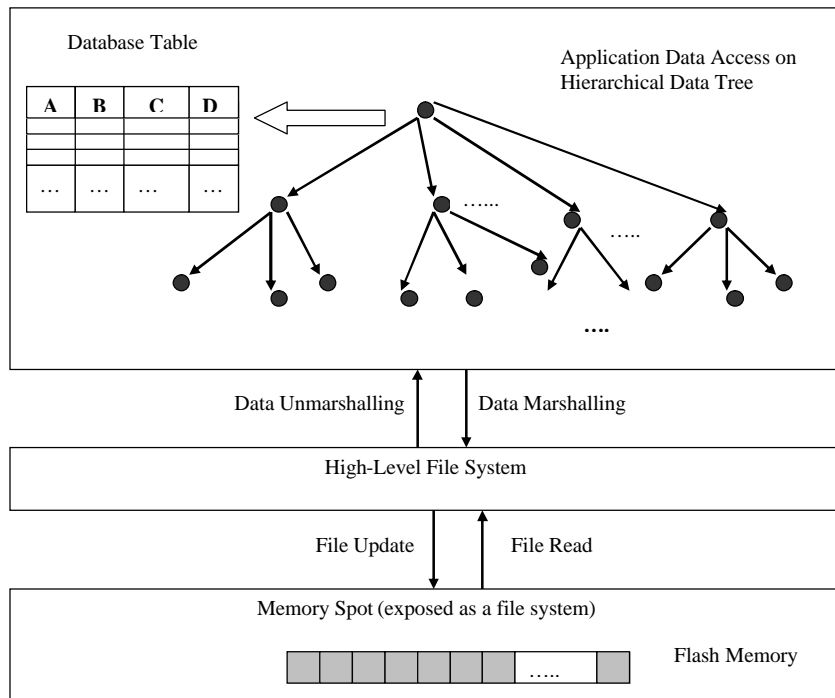 Database Table
Application Data Access on
Hierarchical Data Tree
A B C D
… … … …
…...
…..
….
Data Unmarshalling
Data Marshalling
High-Level File System
File Update
File Read
Memory Spot (exposed as a file system)
Flash Memory
…..